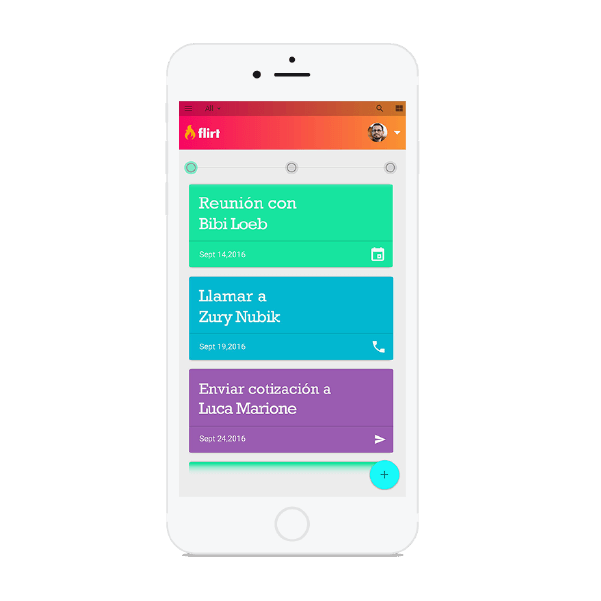 All
flirt
Reunión con
Bibi Loeb
Sept 14,2016
Llamar a
Zury Nubik
Sept 19,2016
Enviar cotización a
Luca Marione
Sept 24,2016
+